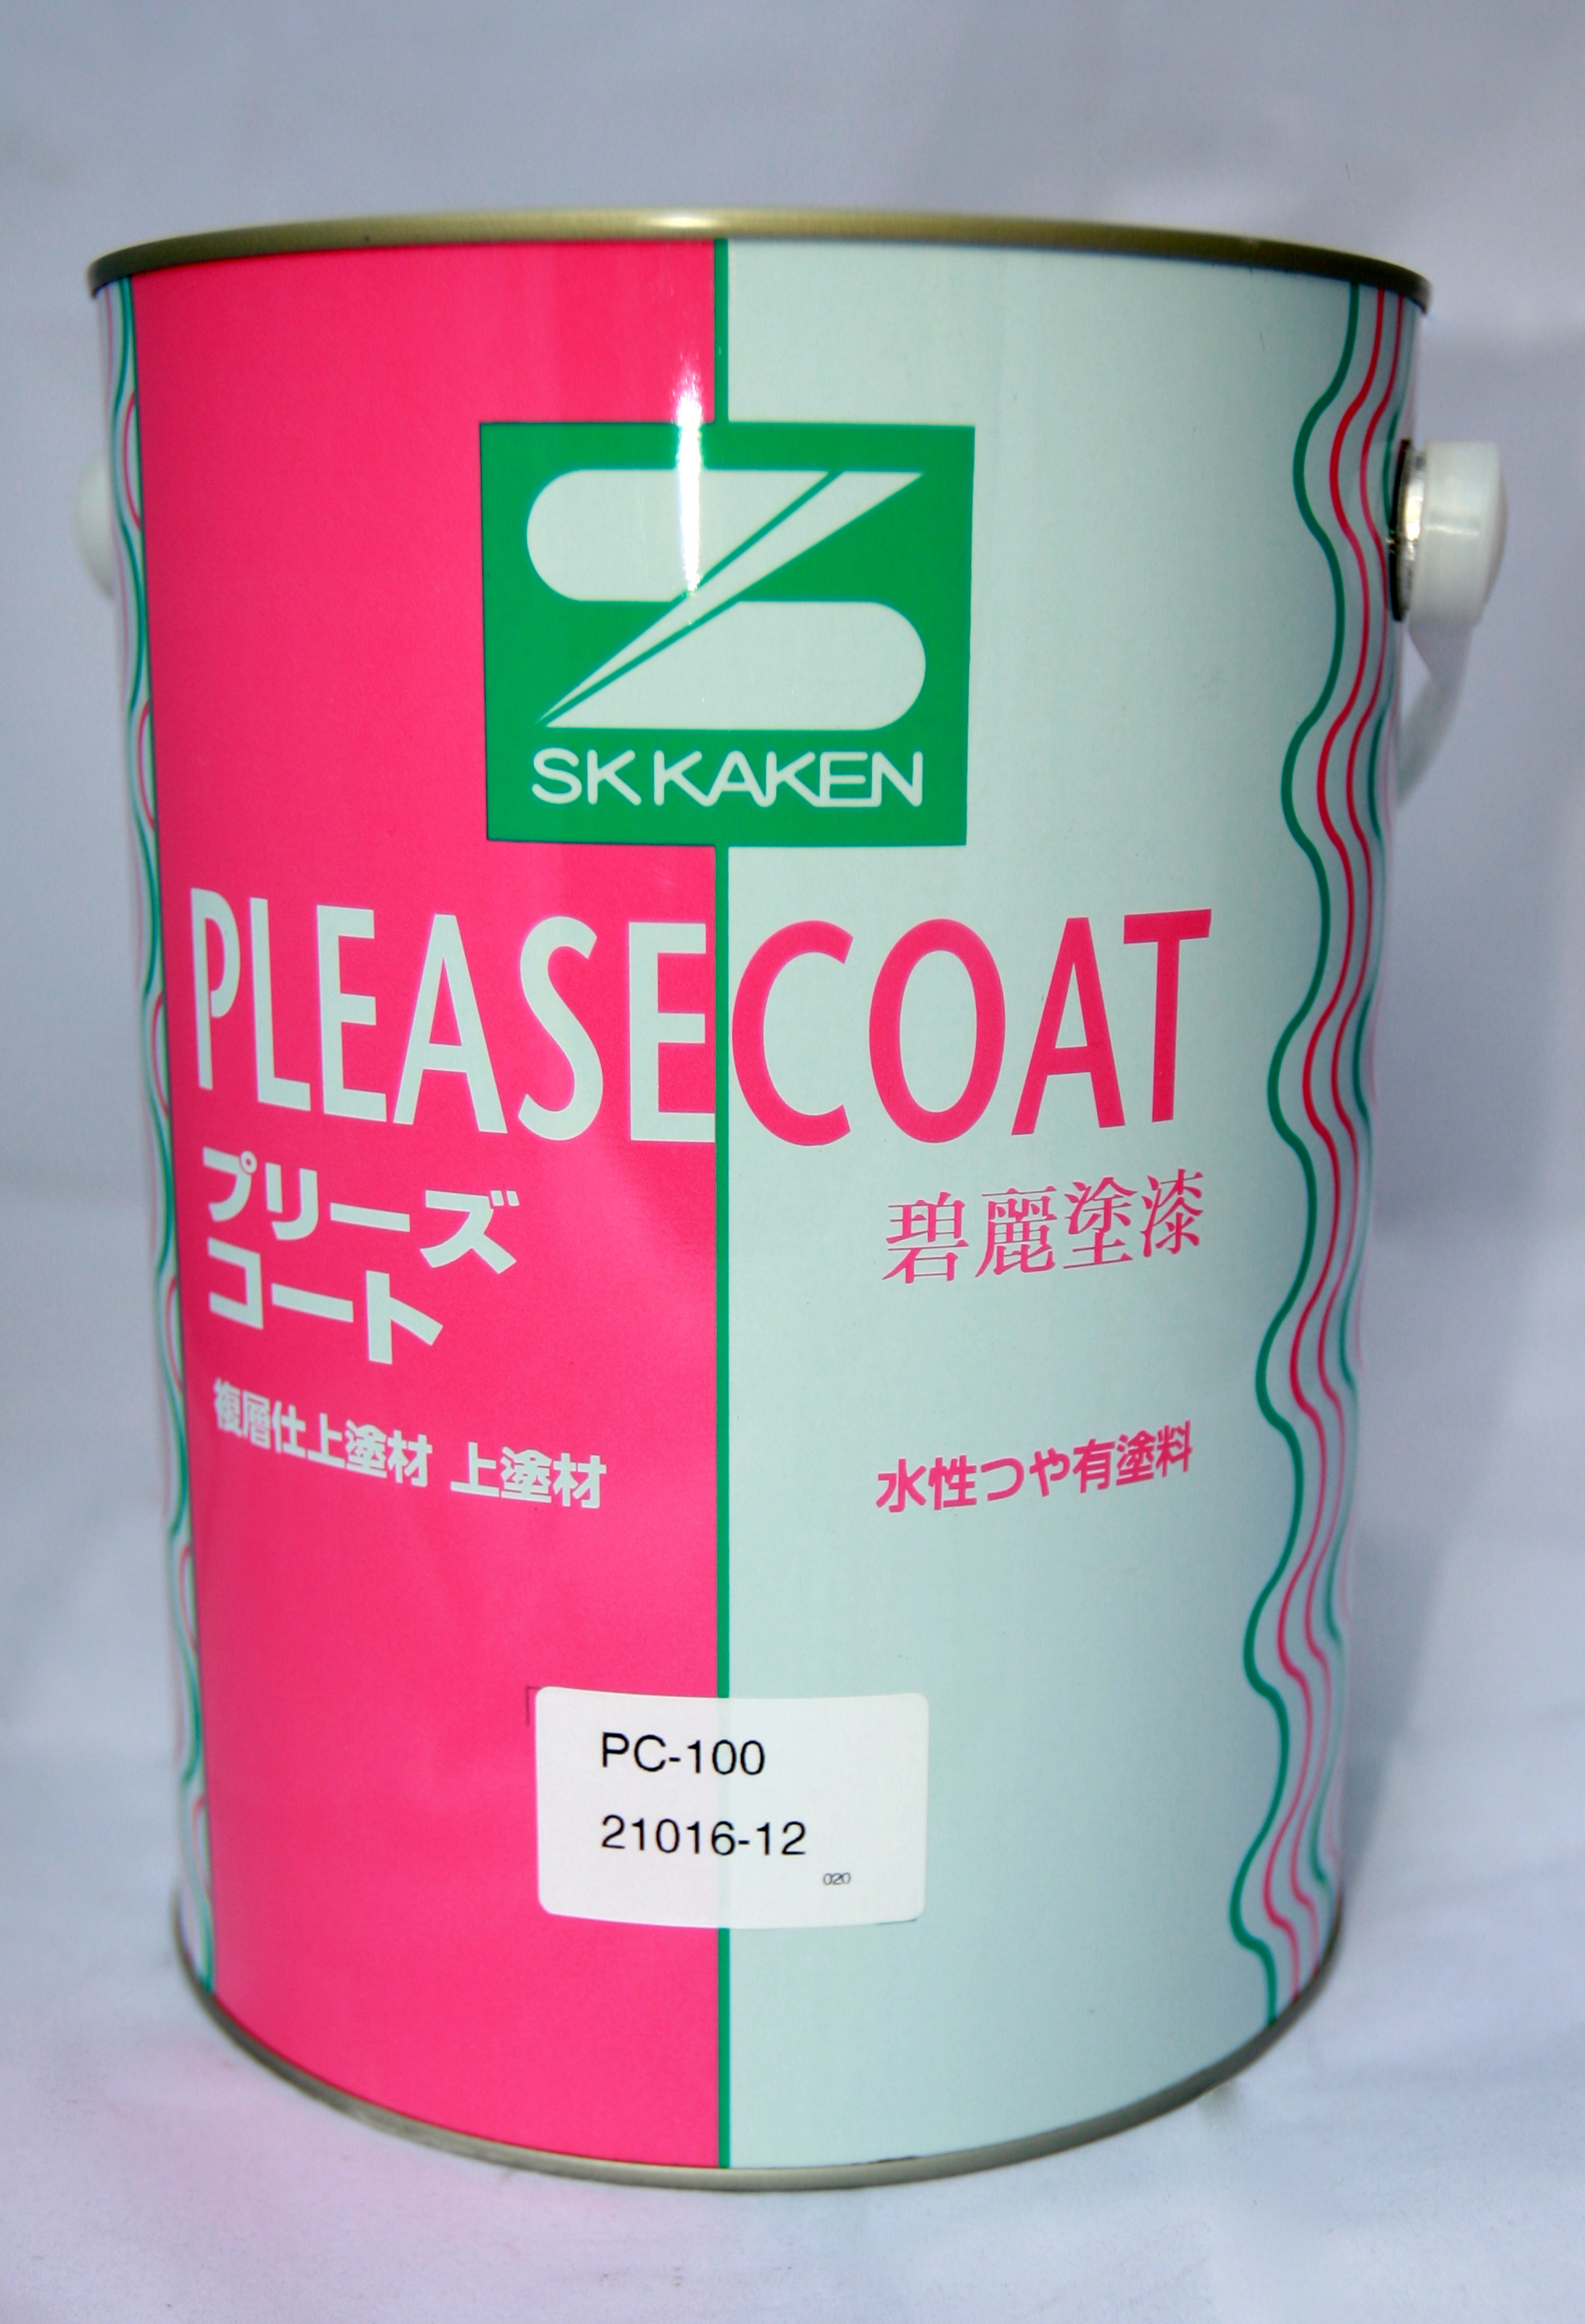 SK KAKEN
PLEASECOAT
プリーズ
コート
碧麗塗漆
複層仕上塗材 上塗材
水性つや有塗料
PC-100
21016-12
020